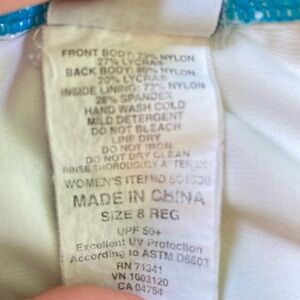 FRONT BODY: 73% NYLON
27% LYCRA®
BACK BODY: 80% NYLON
20% LYCRA®
INSIDE LINING: 72% NYLON
28% SPANDEX
HAND WASH COLD
MILD DETERGENT
DO NOT BLEACH
LINE DRY
DO NOT IRON
DO NOT DRY CLEAN
RINSE THOROUGHLY AFTER
WOMEN'S ITEM/ID
MADE IN CHINA
SIZE 8 REG
UPF 50+
Excellent UV Protection
According to ASTM D6603
RN 71341
VN 1003120
CA 04754